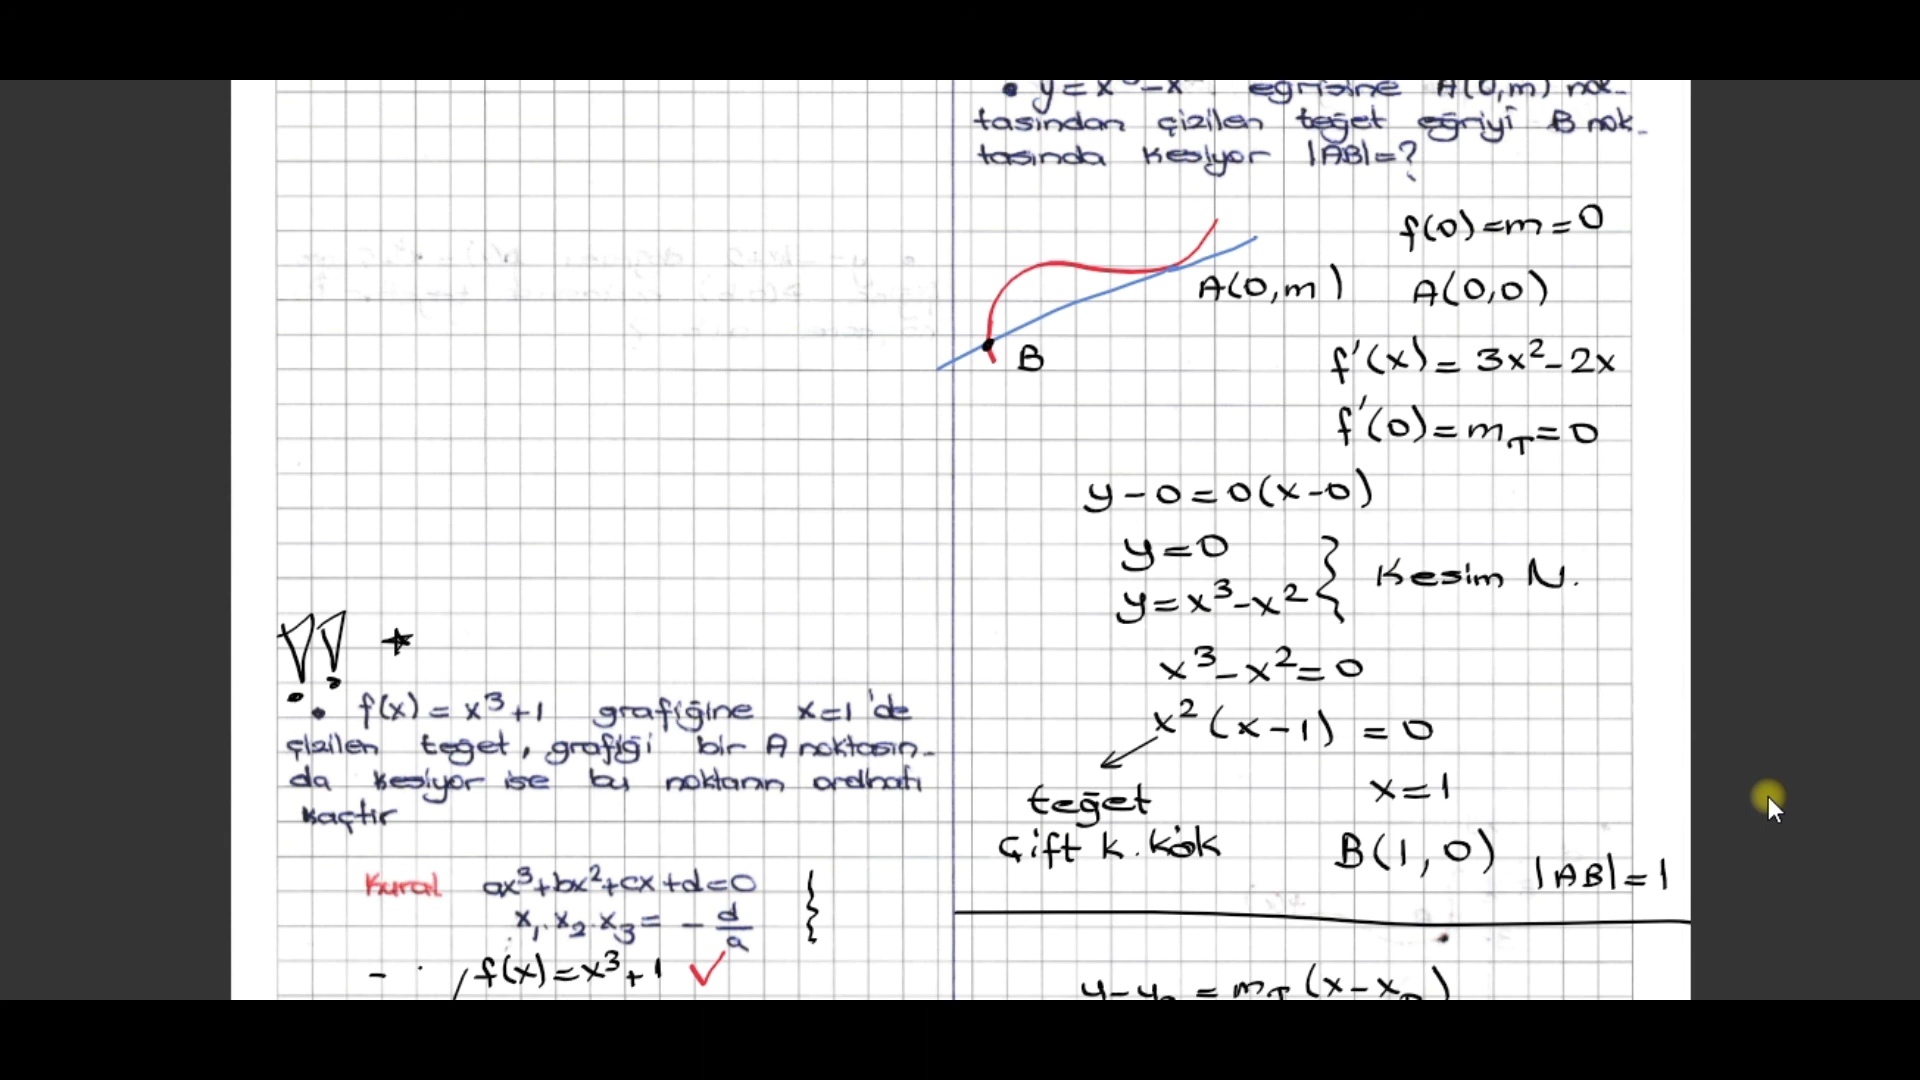 f(x) = x³+1 grafiğine x=1'de
çizilen teğet, grafiği bir A noktasın-
da kesiyor ise bu noktanın ordinatı
kaçtır
Kural ax³+bx²+cx+d=0
x₁.x₂.x₃ = - d/a
f(x)=x³+1
• y=x³-x² eğrisine A(0,m) nok-
tasından çizilen teğet eğriyi B nok-
tasında kesiyor |AB|=?
f(0)=m=0
A(0,m) A(0,0)
B
f'(x)= 3x²-2x
f'(0)=m_T=0
y-0=0(x-0)
y=0
y=x³-x² } Kesim N.
x³-x²=0
x²(x-1)=0
teğet
Çift k. kök
x=1
B(1,0) |AB|=1